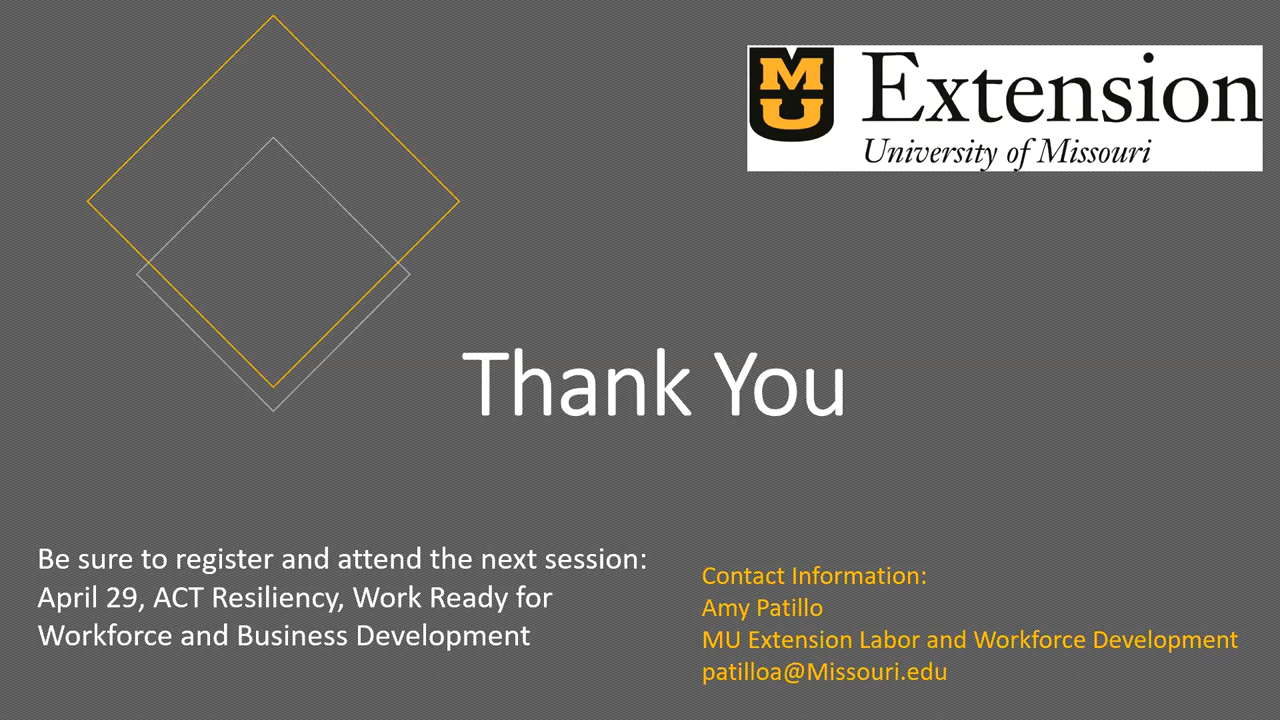 MU Extension
University of Missouri
Thank You
Be sure to register and attend the next session:
April 29, ACT Resiliency, Work Ready for
Workforce and Business Development
Contact Information:
Amy Patillo
MU Extension Labor and Workforce Development
patilloa@Missouri.edu